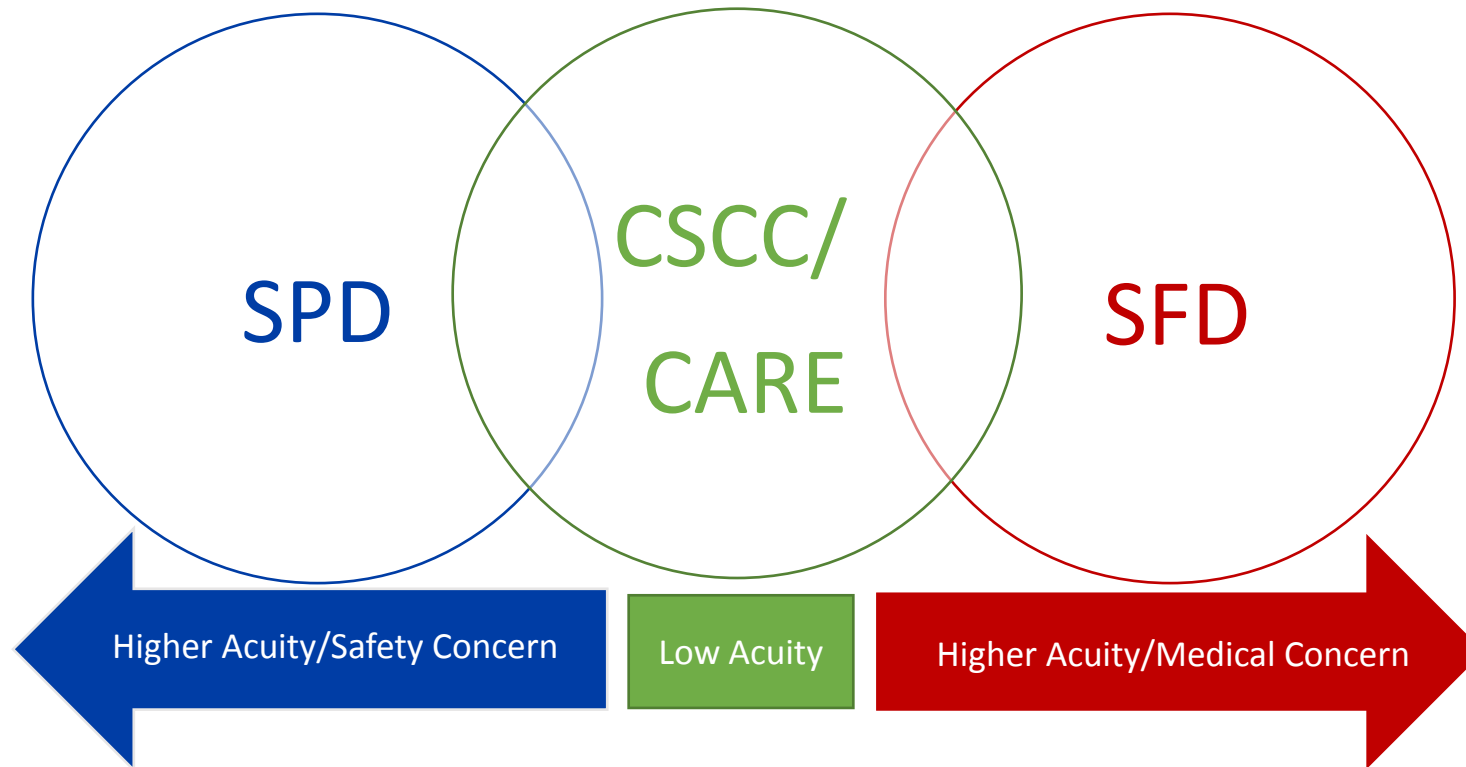 SPD
CSCC/
CARE
SFD
Higher Acuity/Safety Concern
Low Acuity
Higher Acuity/Medical Concern